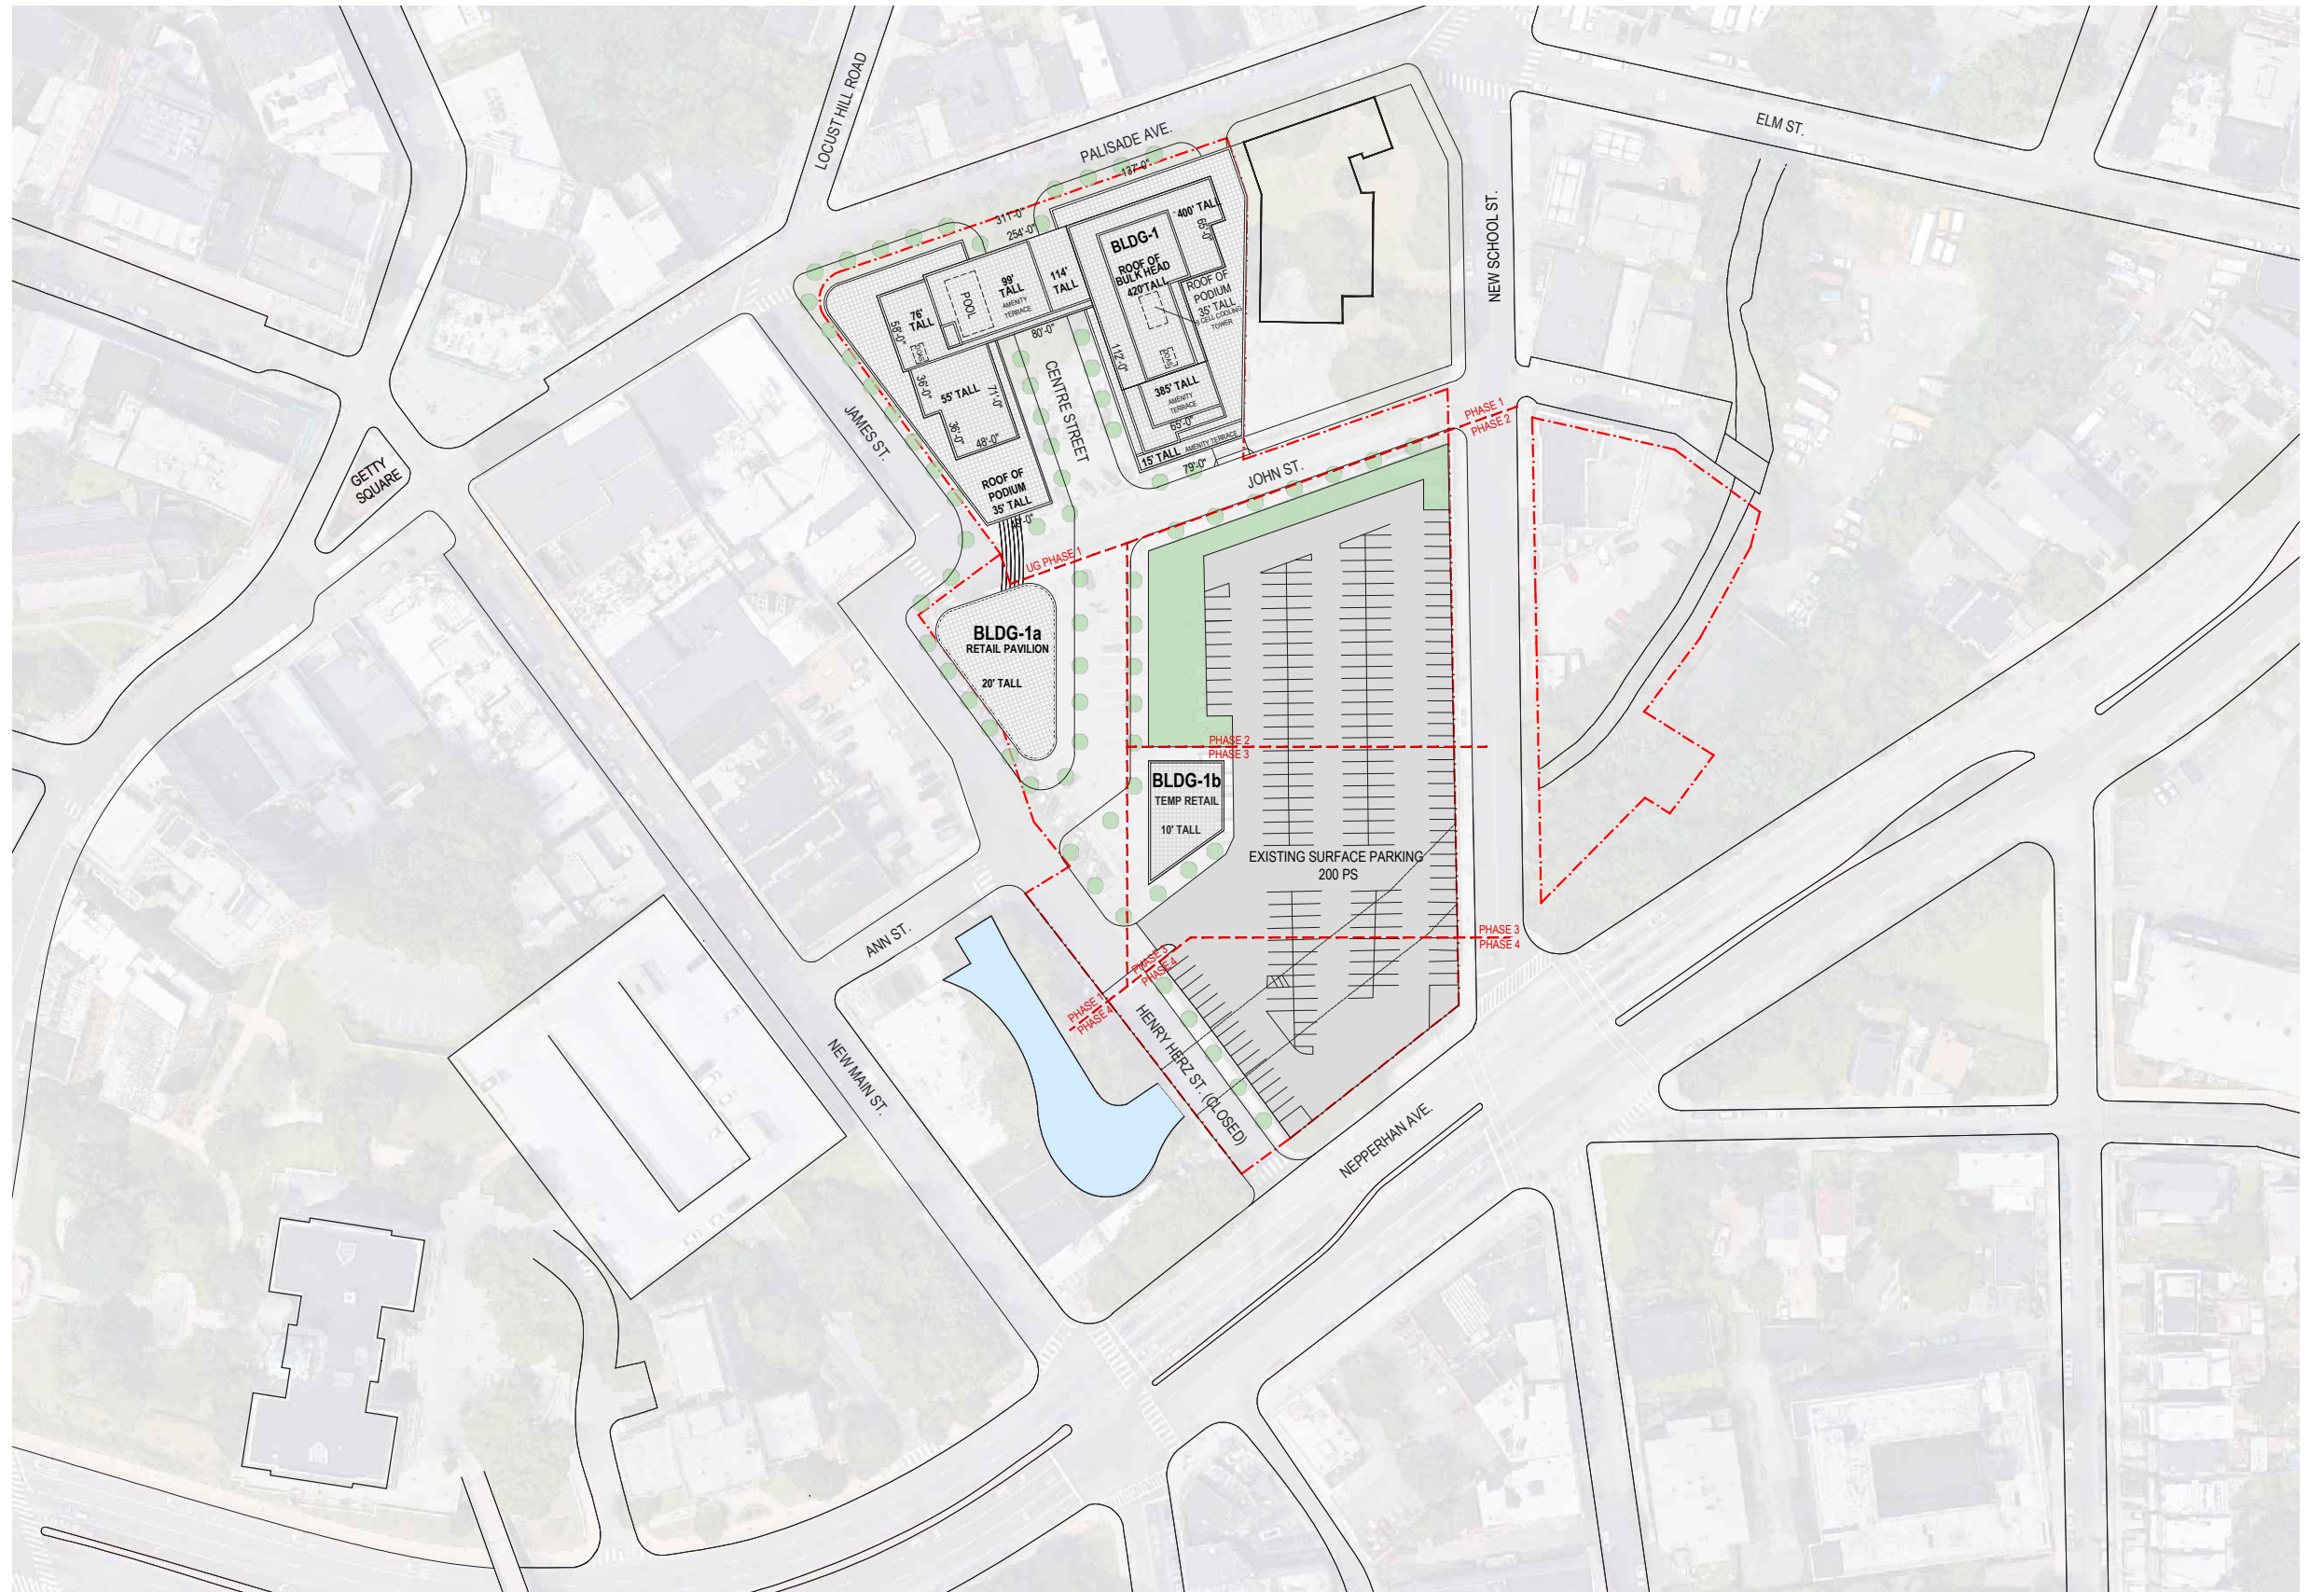 LOCUST HILL ROAD
PALISADE AVE.
ELM ST.
NEW SCHOOL ST.
137'-0"
311'-0"
254'-0"
400' TALL
66'-0"
BLDG-1
ROOF OF
BULK HEAD
420'TALL
ROOF OF
PODIUM
35' TALL
CELL COOLING
TOWER
114'
TALL
99'
TALL
AMENITY
TERRACE
POOL
76'
TALL
58'-0"
80'-0"
112'-0"
36'-0"
55' TALL
71'-0"
36'-0"
48'-0"
385' TALL
AMENITY
TERRACE
65'-0"
15' TALL AMENITY TERRACE
79'-0"
CENTRE STREET
JAMES ST.
ROOF OF
PODIUM
35' TALL
JOHN ST.
PHASE 1
PHASE 2
GETTY
SQUARE
UG PHASE 1
BLDG-1a
RETAIL PAVILION
20' TALL
PHASE 2
PHASE 3
BLDG-1b
TEMP RETAIL
10' TALL
EXISTING SURFACE PARKING
200 PS
ANN ST.
PHASE 3
PHASE 4
PHASE 3
PHASE 4
PHASE 1
PHASE 4
HENRY HERZ ST. (CLOSED)
NEW MAIN ST.
NEPPERHAN AVE.